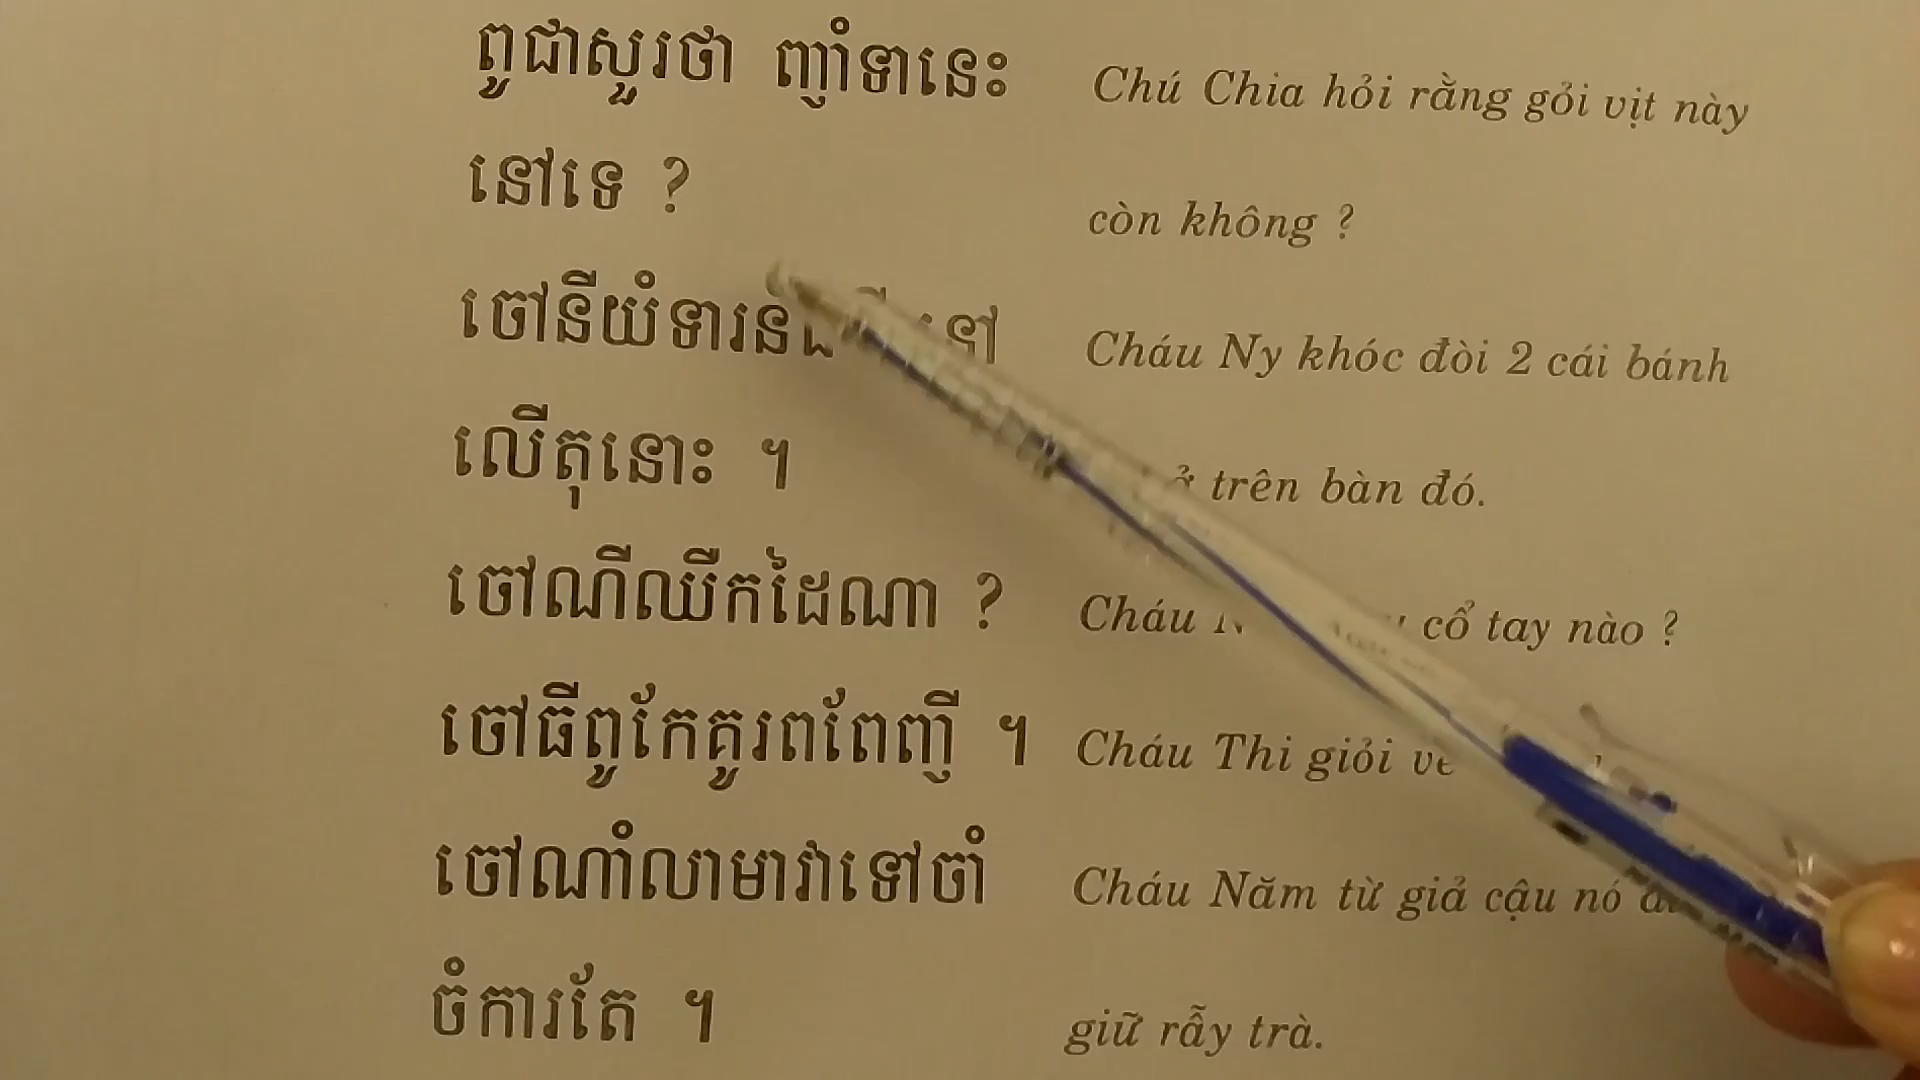 ពូជាសួរថា ញាំទានេះ
Chú Chia hỏi rằng gỏi vịt này
នៅទេ ?
còn không ?
ចៅនីយំទារនំ នៅ
Cháu Ny khóc đòi 2 cái bánh
លើតុនោះ ។
ở trên bàn đó.
ចៅណីឈឺកដៃណា ?
Cháu cổ tay nào ?
ចៅធីពូកែគូរពពែញី ។
Cháu Thi giỏi
ចៅណាំលាមាវាទៅចាំ
Cháu Năm từ giả cậu nó
ចំការតែ ។
giữ rẫy trà.